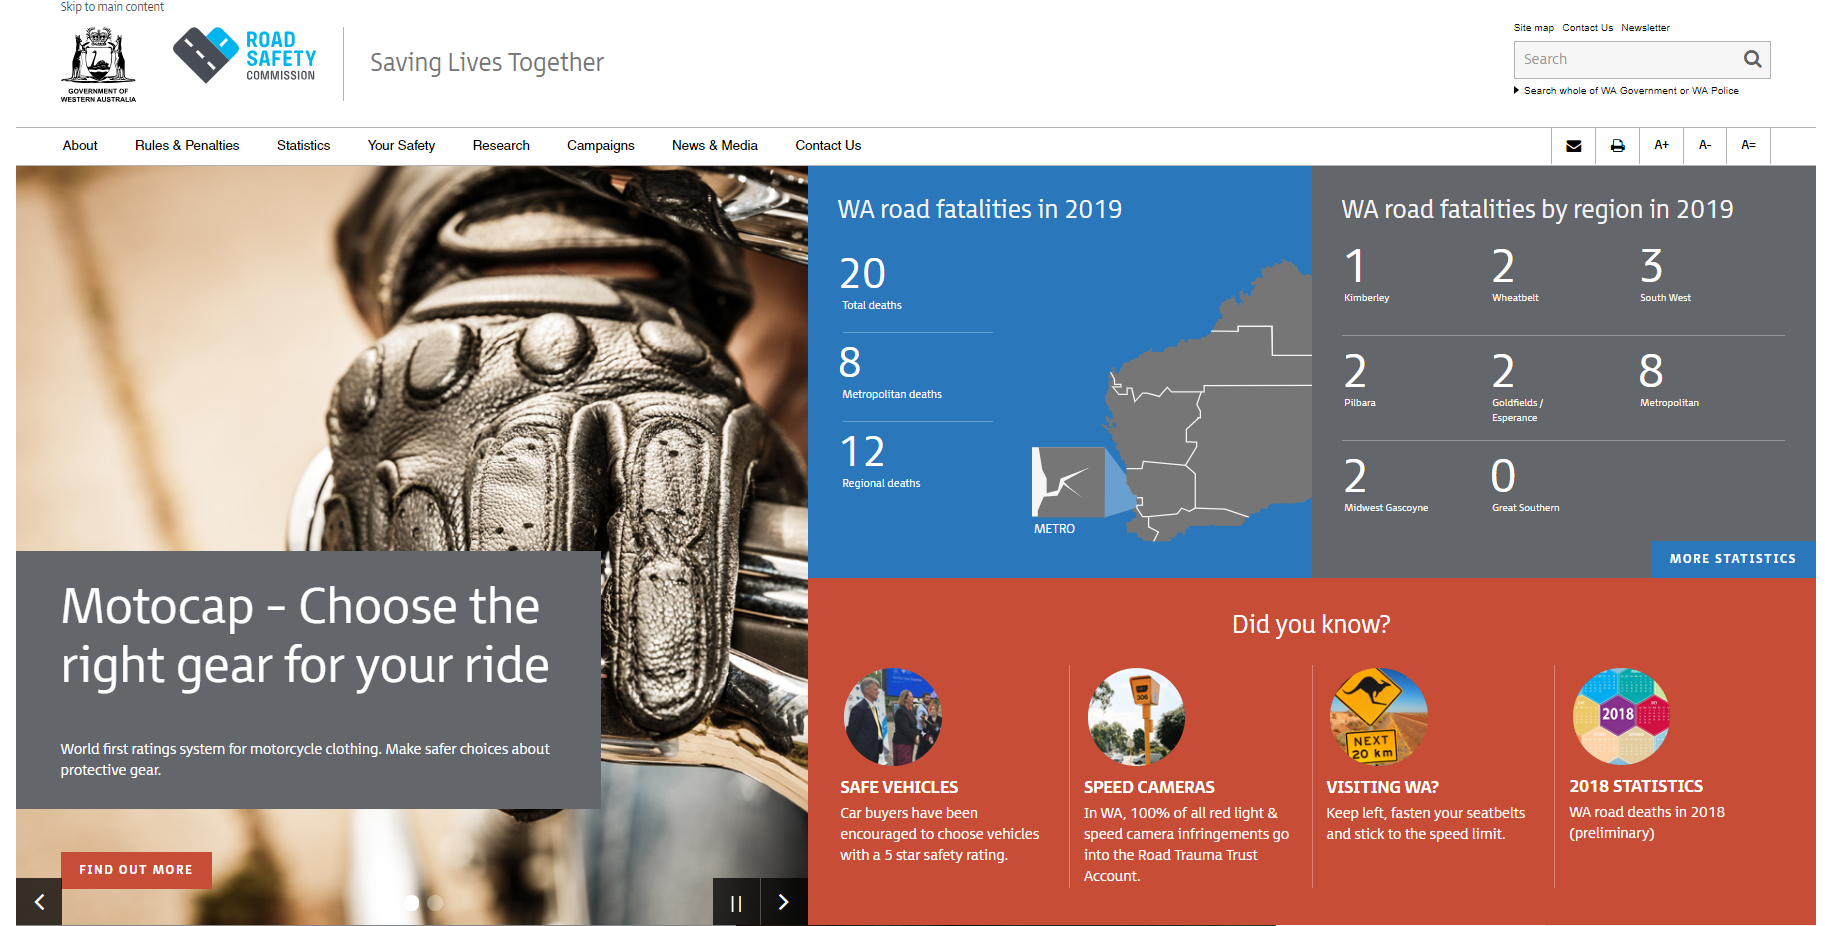 Skip to main content
GOVERNMENT OF
WESTERN AUSTRALIA
ROAD
SAFETY
COMMISSION
Saving Lives Together
Site map Contact Us Newsletter
Search
Search whole of WA Government or WA Police
About Rules & Penalties Statistics Your Safety Research Campaigns News & Media Contact Us
A+ A- A=
Motocap - Choose the
right gear for your ride
World first ratings system for motorcycle clothing. Make safer choices about
protective gear.
FIND OUT MORE
WA road fatalities in 2019
20
Total deaths
8
Metropolitan deaths
12
Regional deaths
METRO
WA road fatalities by region in 2019
1 2 3
Kimberley Wheatbelt South West
2 2 8
Pilbara Goldfields / Metropolitan
Esperance
2 0
Midwest Gascoyne Great Southern
MORE STATISTICS
Did you know?
SAFE VEHICLES
Car buyers have been
encouraged to choose vehicles
with a 5 star safety rating.
306
SPEED CAMERAS
In WA, 100% of all red light &
speed camera infringements go
into the Road Trauma Trust
Account.
NEXT
20 km
VISITING WA?
Keep left, fasten your seatbelts
and stick to the speed limit.
2018
2018 STATISTICS
WA road deaths in 2018
(preliminary)